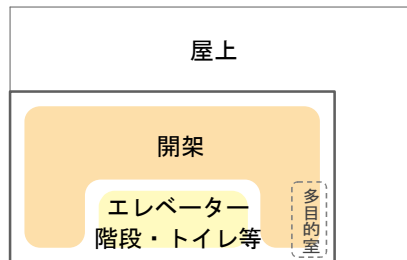 屋上
開架
エレベーター
階段・トイレ等
多目的室